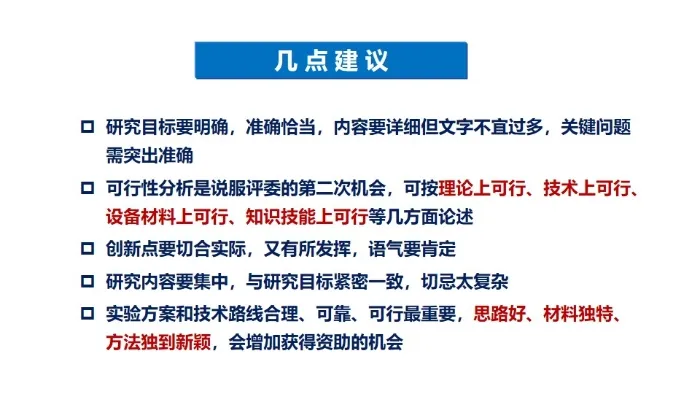 几点建议
研究目标要明确，准确恰当，内容要详细但文字不宜过多，关键问题
需突出准确
可行性分析是说服评委的第二次机会，可按理论上可行、技术上可行、
设备材料上可行、知识技能上可行等几方面论述
创新点要切合实际，又有所发挥，语气要肯定
研究内容要集中，与研究目标紧密一致，切忌太复杂
实验方案和技术路线合理、可靠、可行最重要，思路好、材料独特、
方法独到新颖，会增加获得资助的机会